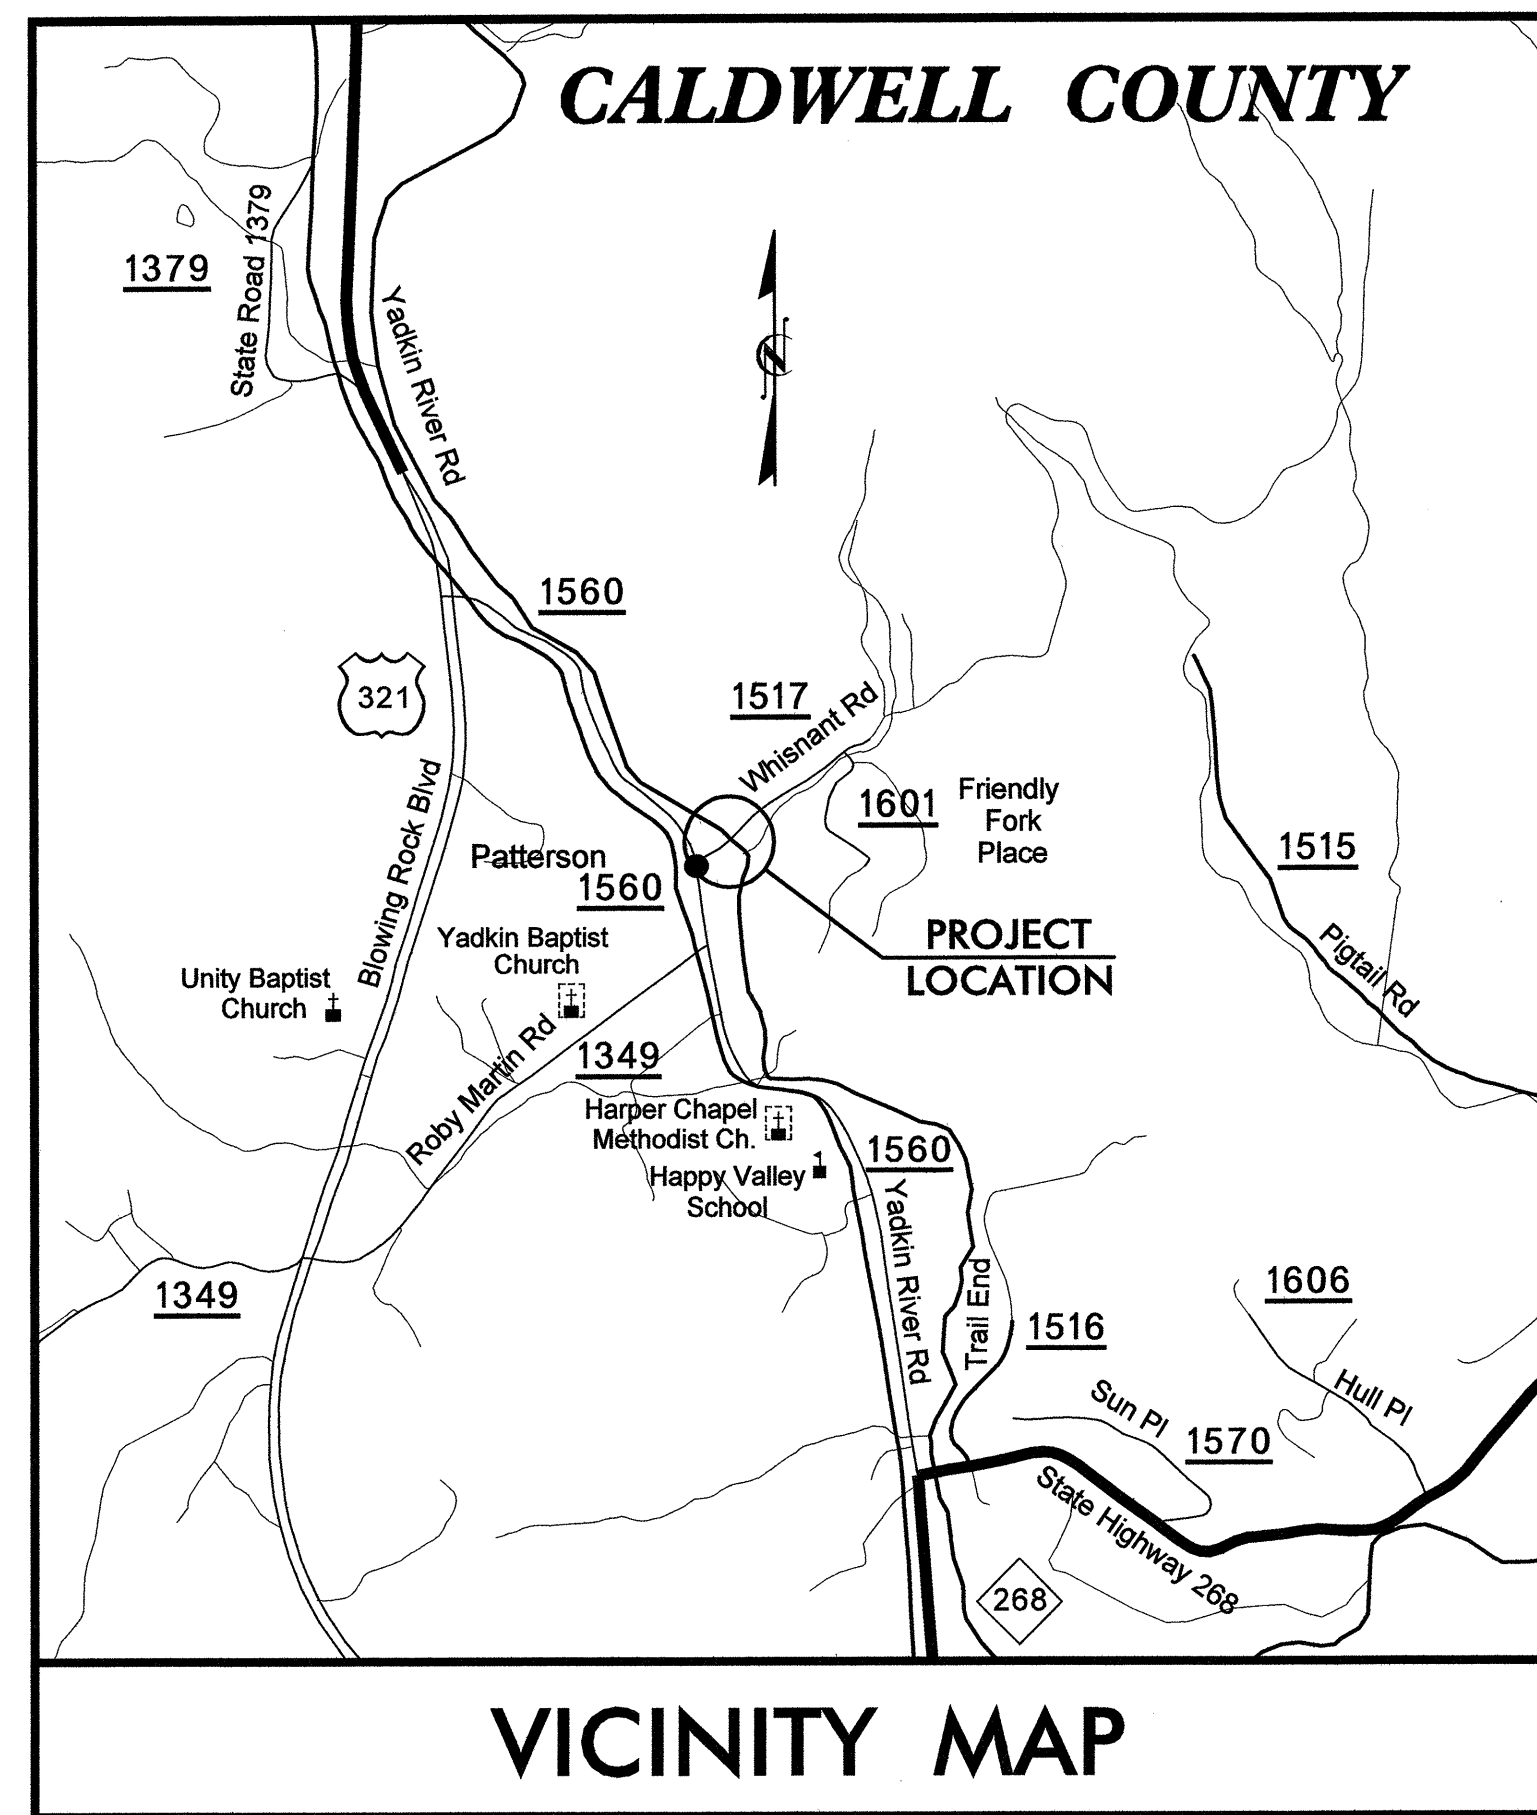 CALDWELL COUNTY
1379
State Road 1379
Yadkin River Rd
N
1560
321
1517
Whisnant Rd
Blowing Rock Blvd
1601
Friendly
Fork
Place
1515
Patterson
1560
PROJECT
LOCATION
Pigtail Rd
Yadkin Baptist
Church
Unity Baptist
Church
Roby Martin Rd
1349
Harper Chapel
Methodist Ch.
Happy Valley
School
1560
Yadkin River Rd
Trail End
1516
1349
1606
Hull Pl
Sun Pl
1570
State Highway 268
268
VICINITY MAP